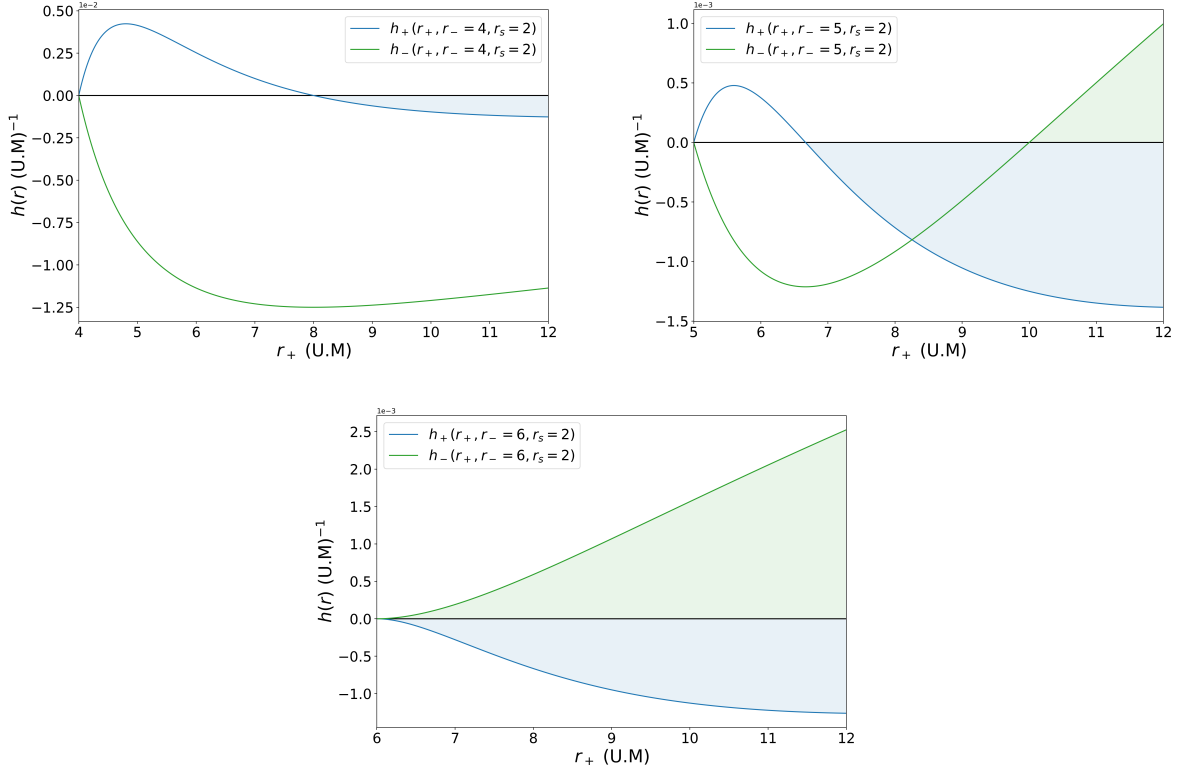 1e−2
h₊(r₊, r₋ = 4, rₛ = 2)
h₋(r₊, r₋ = 4, rₛ = 2)
0.50
0.25
0.00
−0.25
−0.50
−0.75
−1.00
−1.25
h(r) (U.M)⁻¹
4 5 6 7 8 9 10 11 12
r₊ (U.M)
1e−3
h₊(r₊, r₋ = 5, rₛ = 2)
h₋(r₊, r₋ = 5, rₛ = 2)
1.0
0.5
0.0
−0.5
−1.0
−1.5
h(r) (U.M)⁻¹
5 6 7 8 9 10 11 12
r₊ (U.M)
1e−3
h₊(r₊, r₋ = 6, rₛ = 2)
h₋(r₊, r₋ = 6, rₛ = 2)
2.5
2.0
1.5
1.0
0.5
0.0
−0.5
−1.0
h(r) (U.M)⁻¹
6 7 8 9 10 11 12
r₊ (U.M)